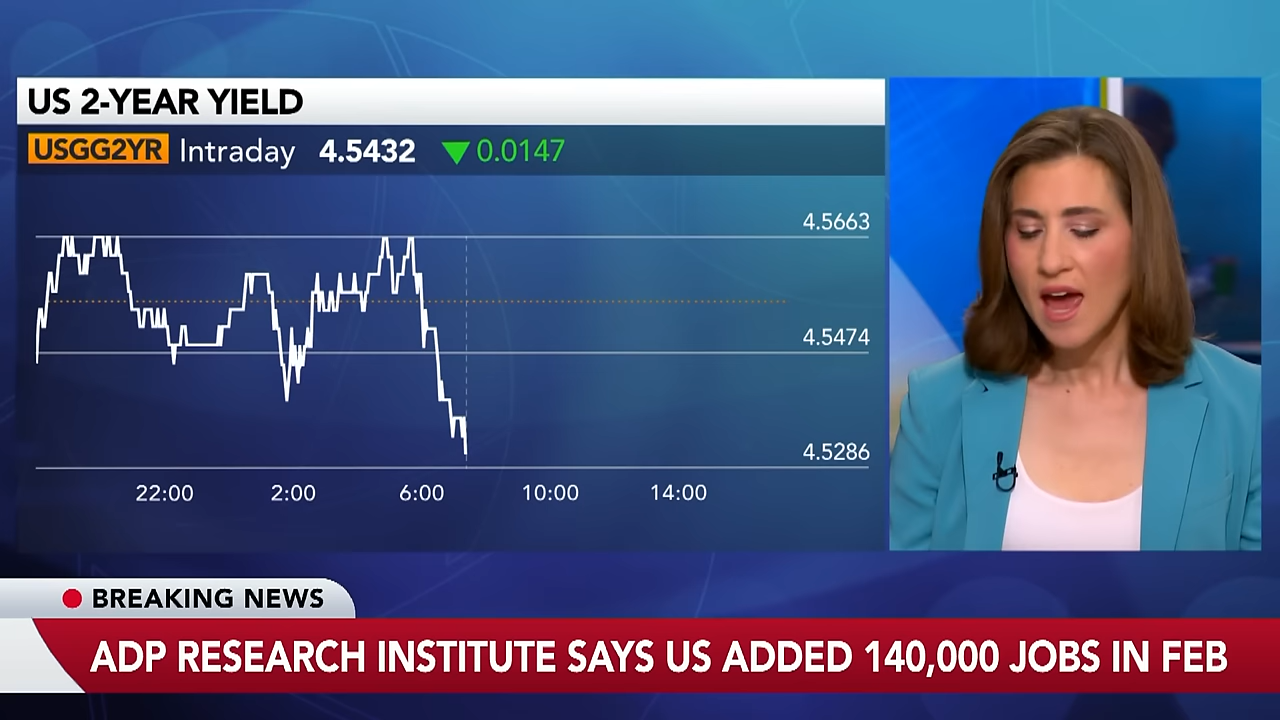 US 2-YEAR YIELD
USGG2YR Intraday 4.5432 ▼0.0147
4.5663
4.5474
4.5286
22:00 2:00 6:00 10:00 14:00
BREAKING NEWS
ADP RESEARCH INSTITUTE SAYS US ADDED 140,000 JOBS IN FEB